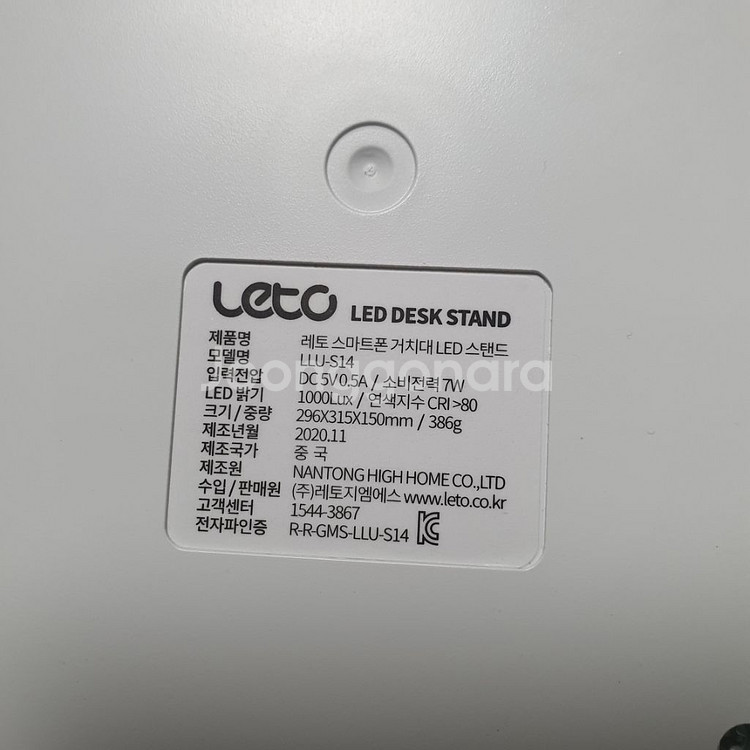 Leto LED DESK STAND
제품명 레토 스마트폰 거치대 LED 스탠드
모델명 LLU-S14
입력전압 DC 5V 0.5A / 소비전력 7W
LED 밝기 1000Lux / 연색지수 CRI >80
크기 / 중량 296X315X150mm / 386g
제조년월 2020.11
제조국가 중 국
제조원 NANTONG HIGH HOME CO.,LTD
수입 / 판매원 (주)레토지엠에스 www.leto.co.kr
고객센터 1544-3867
전자파인증 R-R-GMS-LLU-S14
Joonggonara